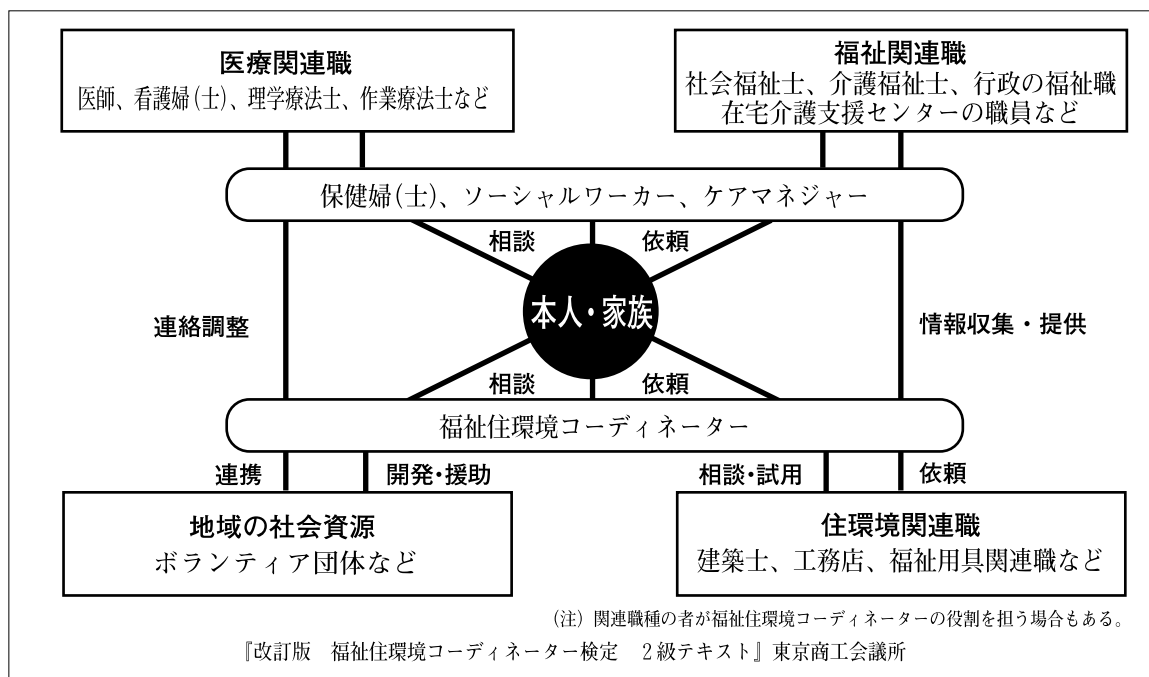 医療関連職
医師、看護婦(士)、理学療法士、作業療法士など
福祉関連職
社会福祉士、介護福祉士、行政の福祉職
在宅介護支援センターの職員など
保健婦(士)、ソーシャルワーカー、ケアマネジャー
相談
依頼
本人・家族
連絡調整
情報収集・提供
相談
依頼
福祉住環境コーディネーター
連携
開発・援助
相談・試用
依頼
地域の社会資源
ボランティア団体など
住環境関連職
建築士、工務店、福祉用具関連職など
(注) 関連職種の者が福祉住環境コーディネーターの役割を担う場合もある。
『改訂版 福祉住環境コーディネーター検定 2級テキスト』東京商工会議所